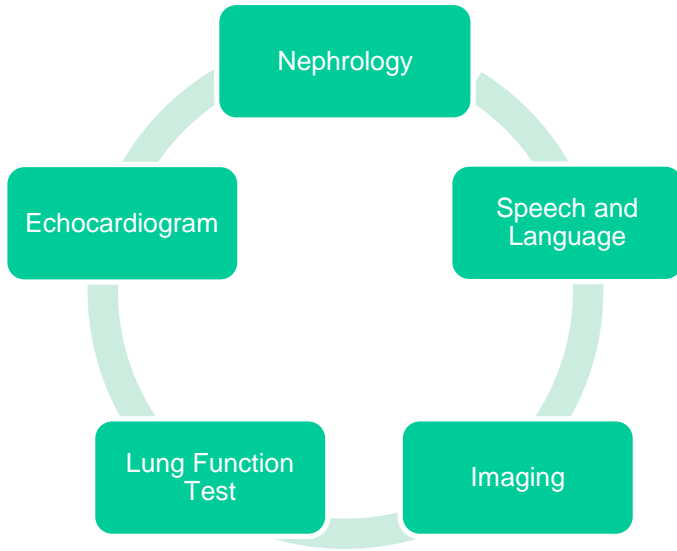 Nephrology
Speech and
Language
Imaging
Lung Function
Test
Echocardiogram